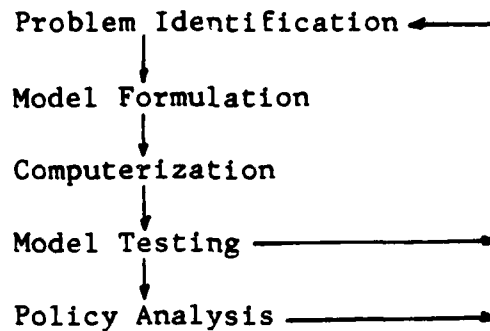 Problem Identification
Model Formulation
Computerization
Model Testing
Policy Analysis